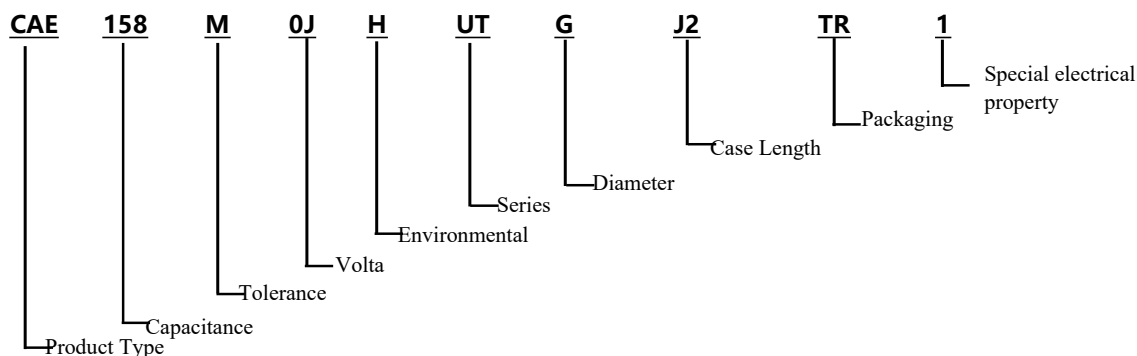 CAE 158 M 0J H UT G J2 TR 1
Special electrical
property
Packaging
Case Length
Diameter
Series
Environmental
Volta
Tolerance
Capacitance
Product Type